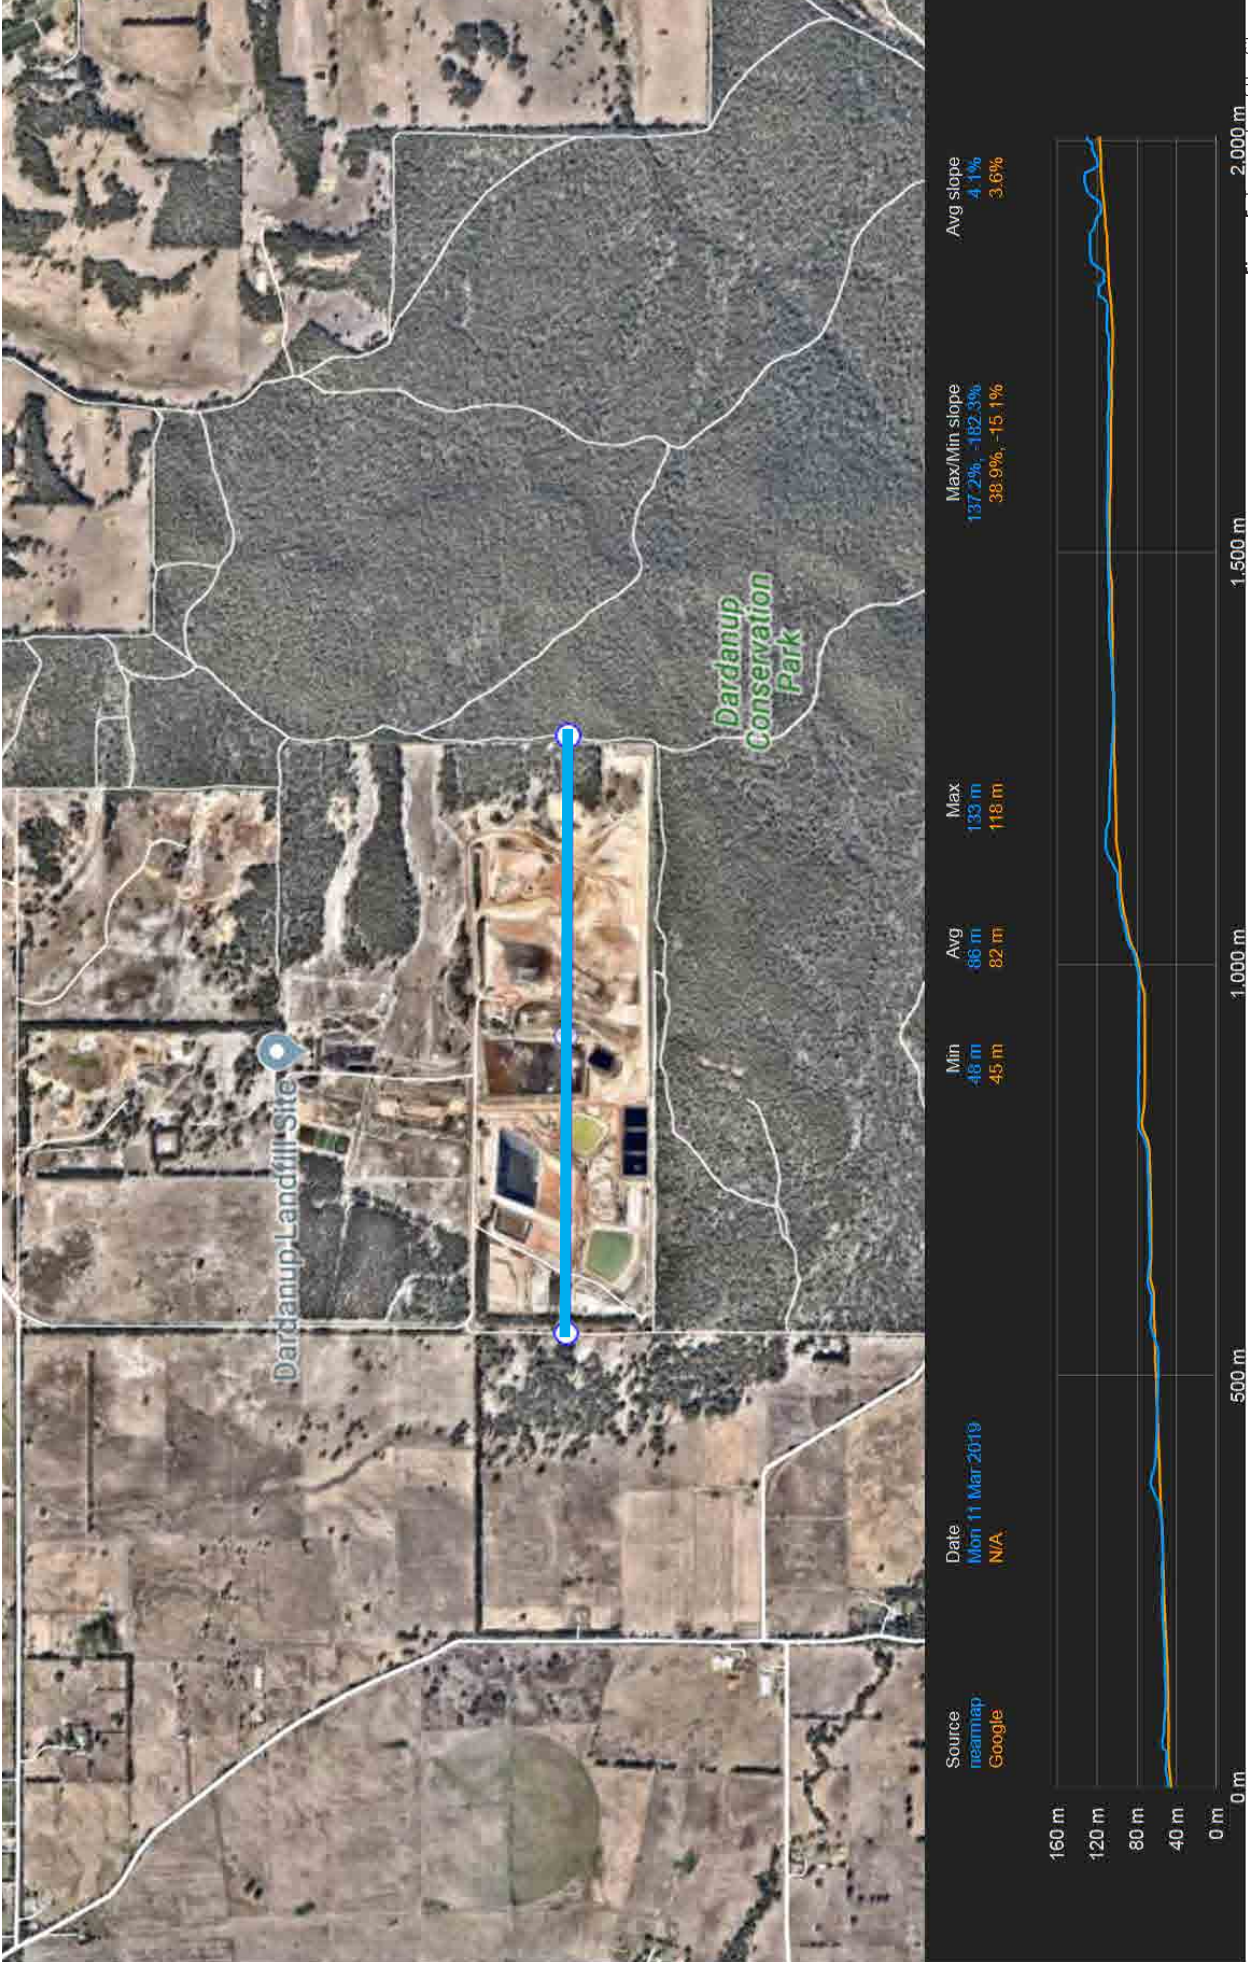 Dardanup Landfill Site
Dardanup
Conservation
Park
Source Date Min Avg Max Max/Min slope Avg slope
nearmap Mon 11 Mar 2019 48 m 86 m 133 m 137.2%, -182.3% 4.1%
Google N/A 45 m 82 m 118 m 38.9%, -15.1% 3.6%
160 m
120 m
80 m
40 m
0 m
0 m 500 m 1,000 m 1,500 m 2,000 m